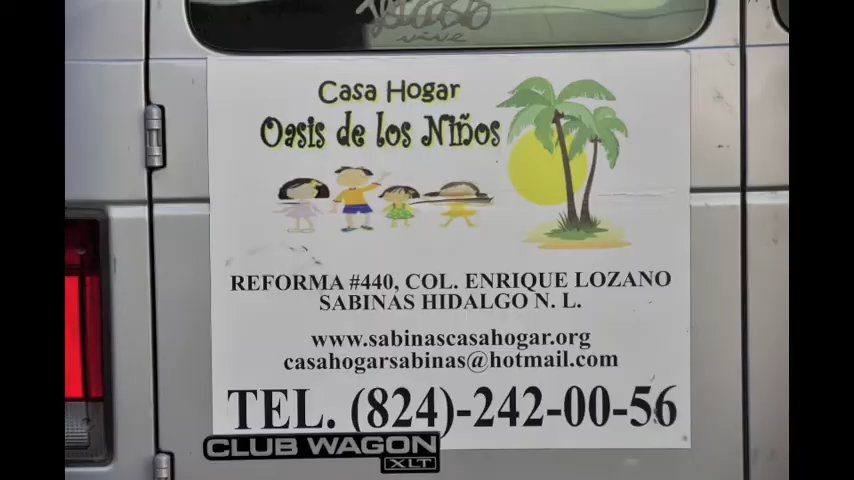 vive
Casa Hogar
Oasis de los Niños
REFORMA #440, COL. ENRIQUE LOZANO
SABINAS HIDALGO N. L.
www.sabinascasahogar.org
casahogarsabinas@hotmail.com
TEL. (824)-242-00-56
CLUB WAGON
XLT